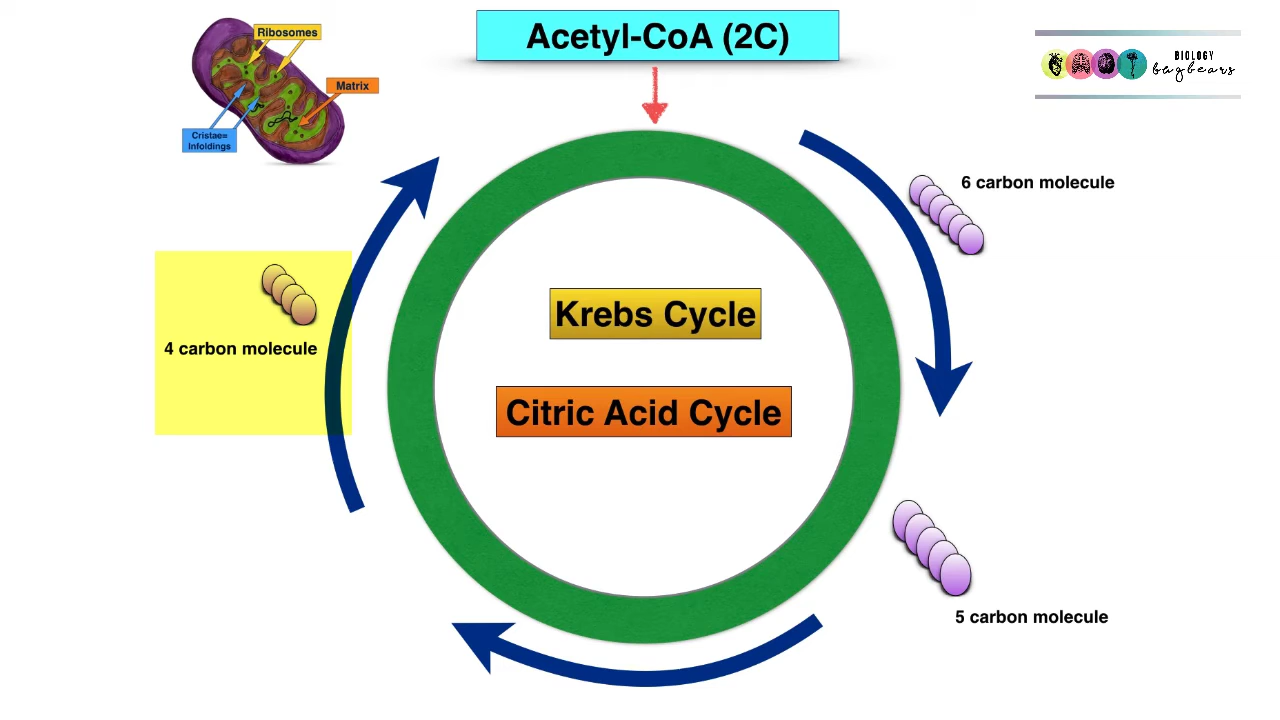 Acetyl-CoA (2C)
Ribosomes
Matrix
Cristae=
Infoldings
BIOLOGY
bugbears
6 carbon molecule
Krebs Cycle
4 carbon molecule
Citric Acid Cycle
5 carbon molecule